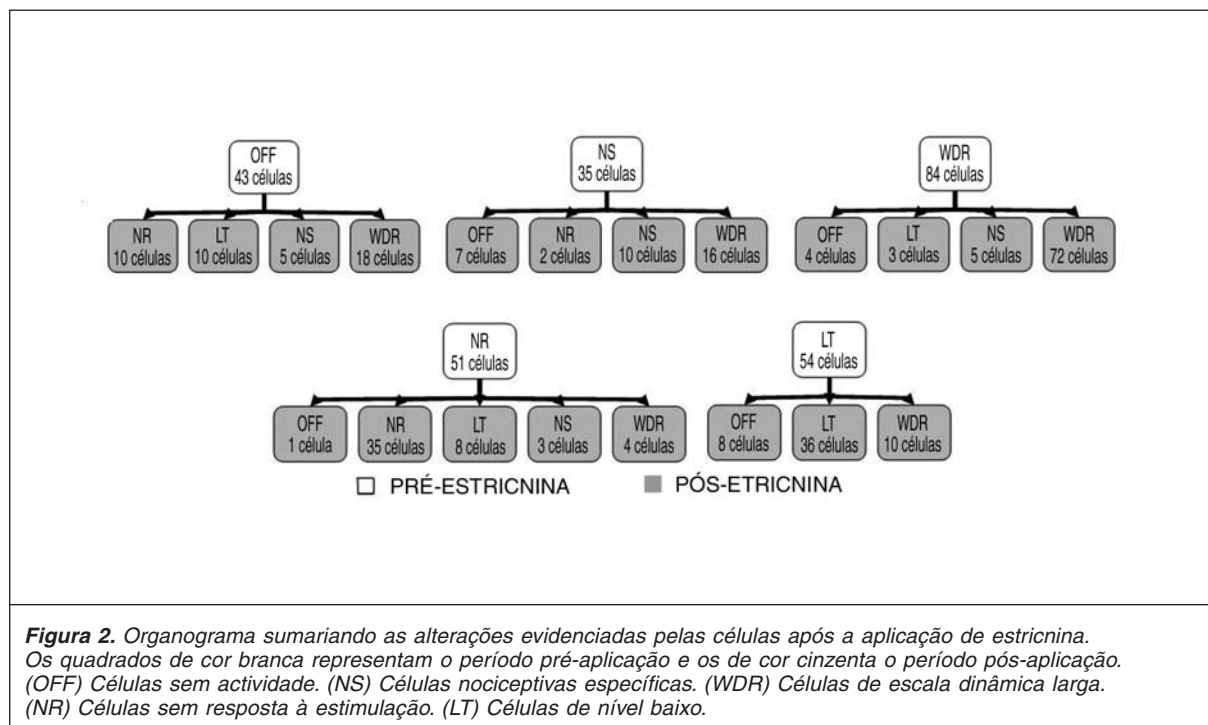 OFF
43 células
NR
10 células
LT
10 células
NS
5 células
WDR
18 células
NS
35 células
OFF
7 células
NR
2 células
NS
10 células
WDR
16 células
WDR
84 células
OFF
4 células
LT
3 células
NS
5 células
WDR
72 células
NR
51 células
OFF
1 célula
NR
35 células
LT
8 células
NS
3 células
WDR
4 células
LT
54 células
OFF
8 células
LT
36 células
WDR
10 células
PRÉ-ESTRICNINA
PÓS-ETRICNINA
Figura 2. Organograma sumariando as alterações evidenciadas pelas células após a aplicação de estricnina.
Os quadrados de cor branca representam o período pré-aplicação e os de cor cinzenta o período pós-aplicação.
(OFF) Células sem actividade. (NS) Células nociceptivas específicas. (WDR) Células de escala dinâmica larga.
(NR) Células sem resposta à estimulação. (LT) Células de nível baixo.